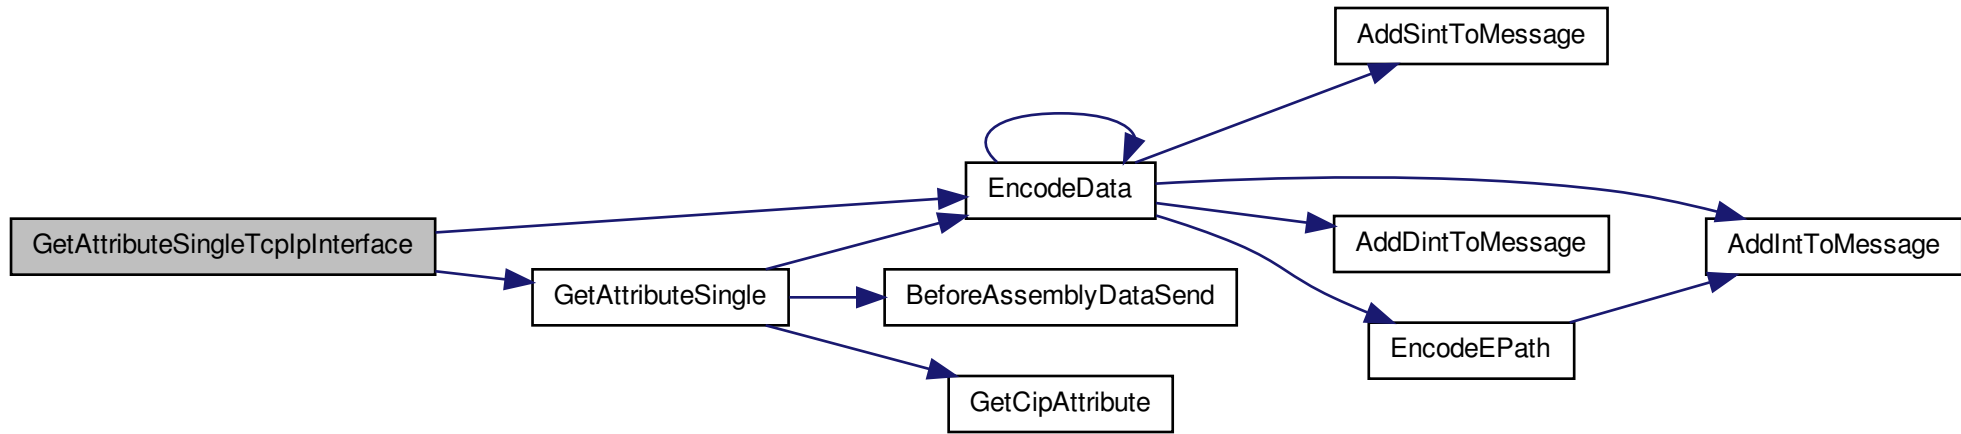 AddSintToMessage
EncodeData
GetAttributeSingleTcpIpInterface
AddDintToMessage
AddIntToMessage
GetAttributeSingle
BeforeAssemblyDataSend
EncodeEPath
GetCipAttribute